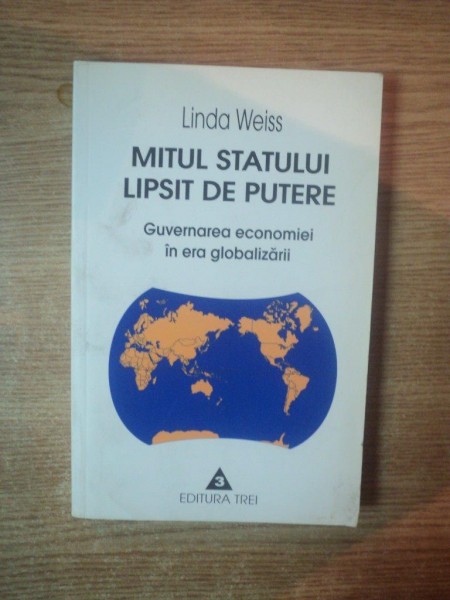 Linda Weiss
MITUL STATULUI
LIPSIT DE PUTERE
Guvernarea economiei
în era globalizării
3
EDITURA TREI